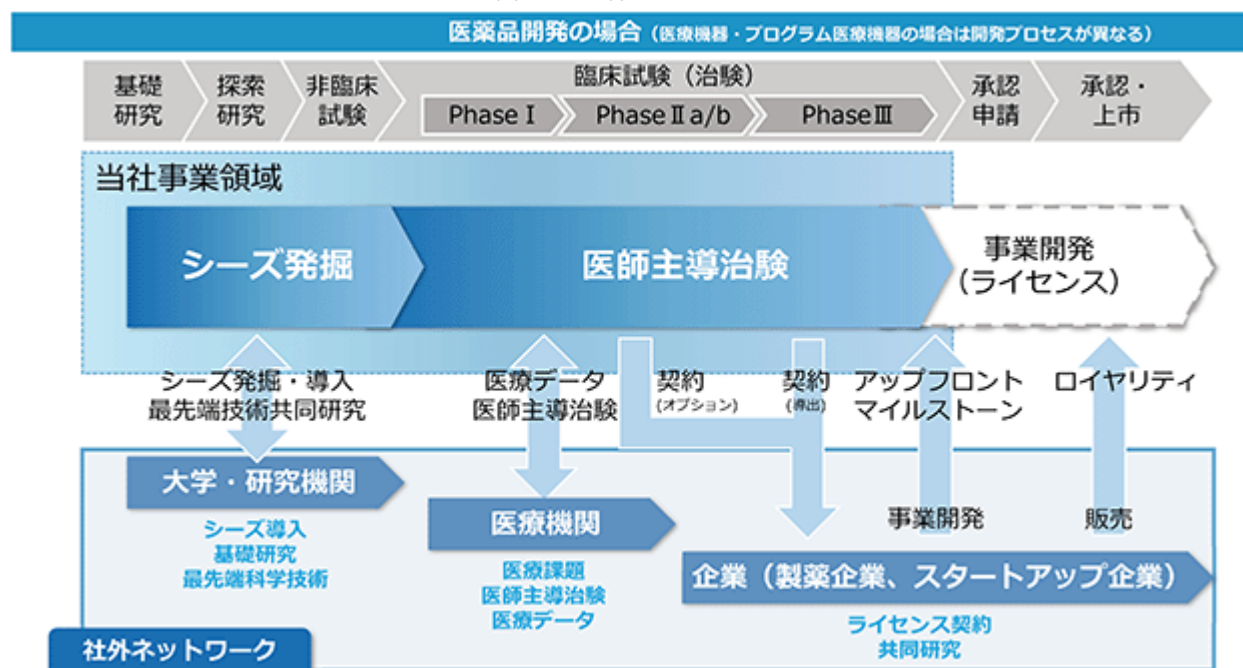 医薬品開発の場合（医療機器・プログラム医療機器の場合は開発プロセスが異なる）
基礎
研究
探索
研究
非臨床
試験
臨床試験（治験）
Phase Ⅰ
Phase Ⅱ a/b
Phase Ⅲ
承認
申請
承認・
上市
当社事業領域
シーズ発掘
医師主導治験
事業開発
（ライセンス）
シーズ発掘・導入
最先端技術共同研究
医療データ
医師主導治験
契約
(オプション)
契約
(導出)
アップフロント
マイルストーン
ロイヤリティ
大学・研究機関
シーズ導入
基礎研究
最先端科学技術
医療機関
医療課題
医師主導治験
医療データ
事業開発
販売
企業（製薬企業、スタートアップ企業）
ライセンス契約
共同研究
社外ネットワーク